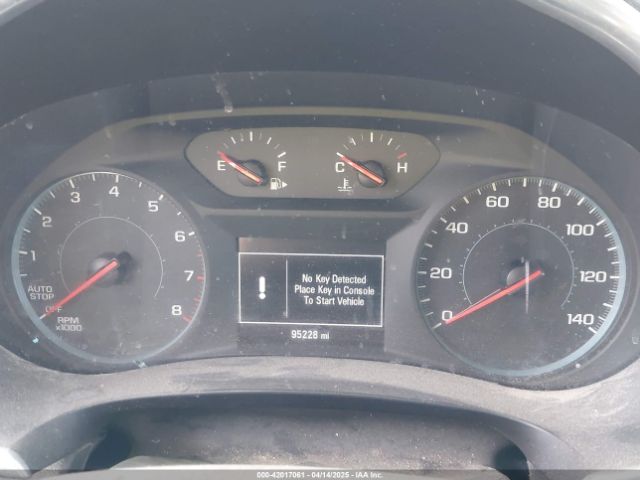 E F
C H
1 2 3 4 5 6 7 8
AUTO
STOP
OFF
RPM
x1000
0 20 40 60 80 100 120 140
!
No Key Detected
Place Key in Console
To Start Vehicle
95228 mi
000-42017061 - 04/14/2025 - IAA Inc.